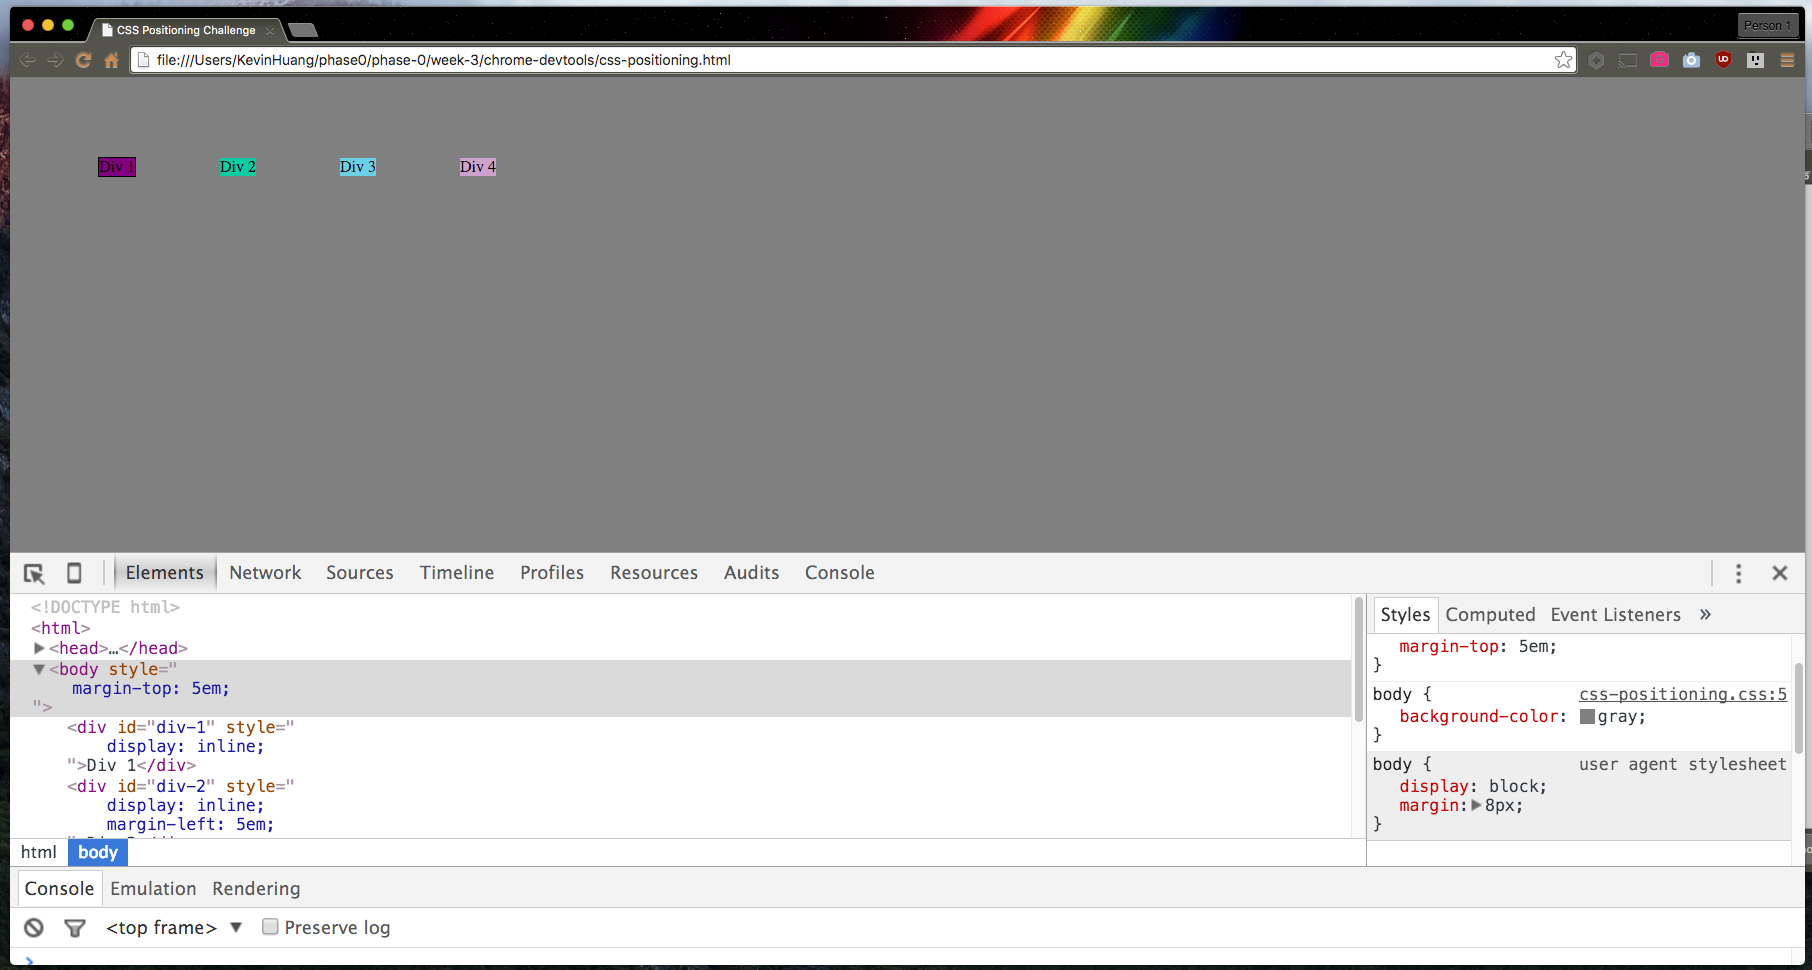 CSS Positioning Challenge
Person 1
file:///Users/KevinHuang/phase0/phase-0/week-3/chrome-devtools/css-positioning.html
Div 1 Div 2 Div 3 Div 4
Elements Network Sources Timeline Profiles Resources Audits Console
<!DOCTYPE html>
<html>
<head>…</head>
<body style="
margin-top: 5em;
">
<div id="div-1" style="
display: inline;
">Div 1</div>
<div id="div-2" style="
display: inline;
margin-left: 5em;
html body
Styles Computed Event Listeners »
margin-top: 5em;
}
body { css-positioning.css:5
background-color: gray;
}
body { user agent stylesheet
display: block;
margin: 8px;
}
Console Emulation Rendering
<top frame> Preserve log